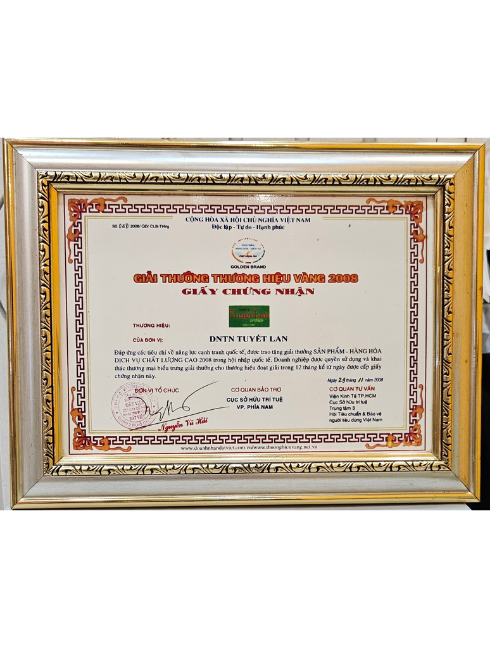 CỘNG HÒA XÃ HỘI CHỦ NGHĨA VIỆT NAM
Độc lập - Tự do - Hạnh phúc
GOLDEN BRAND
GIẢI THƯỞNG THƯƠNG HIỆU VÀNG 2008
GIẤY CHỨNG NHẬN
THƯƠNG HIỆU:
CỦA ĐƠN VỊ:
DNTN TUYẾT LAN
Đáp ứng các tiêu chí về năng lực cạnh tranh quốc tế, được trao tặng giải thưởng SẢN PHẨM - HÀNG HÓA
DỊCH VỤ CHẤT LƯỢNG CAO 2008 trong hội nhập quốc tế. Doanh nghiệp được quyền sử dụng và khai
thác thương mại biểu trưng giải thưởng cho thương hiệu đoạt giải trong 12 tháng kể từ ngày được cấp giấy
chứng nhận này.
Ngày 28 tháng 11 năm 2008
ĐƠN VỊ TỔ CHỨC
CƠ QUAN BẢO TRỢ
CƠ QUAN TƯ VẤN
CỤC SỞ HỮU TRÍ TUỆ
VP. PHÍA NAM
Viện Kinh Tế TP.HCM
Cục Sở hữu trí tuệ
Trung tâm 3
Hội Tiêu chuẩn & Bảo vệ
người tiêu dùng Việt Nam
Nguyễn Vũ Hải